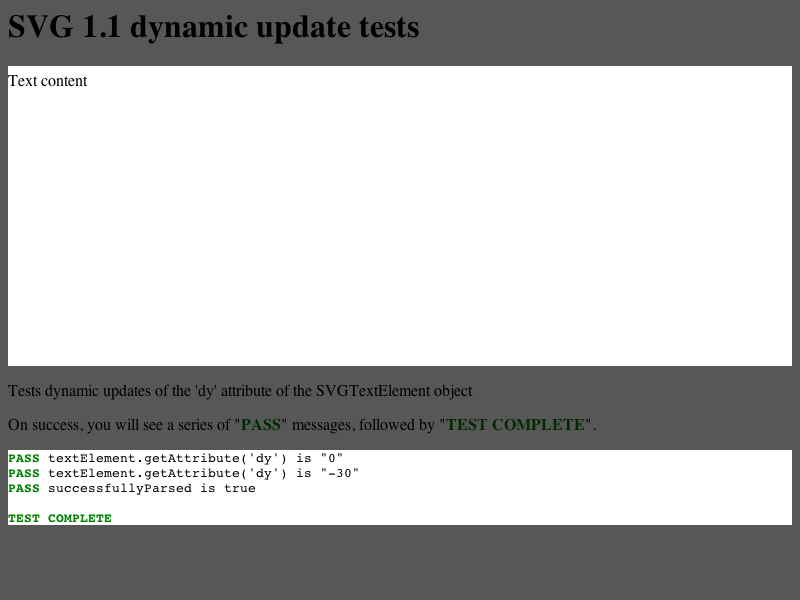 SVG 1.1 dynamic update tests
Text content
Tests dynamic updates of the 'dy' attribute of the SVGTextElement object
On success, you will see a series of "PASS" messages, followed by "TEST COMPLETE".
PASS textElement.getAttribute('dy') is "0"
PASS textElement.getAttribute('dy') is "-30"
PASS successfullyParsed is true
TEST COMPLETE